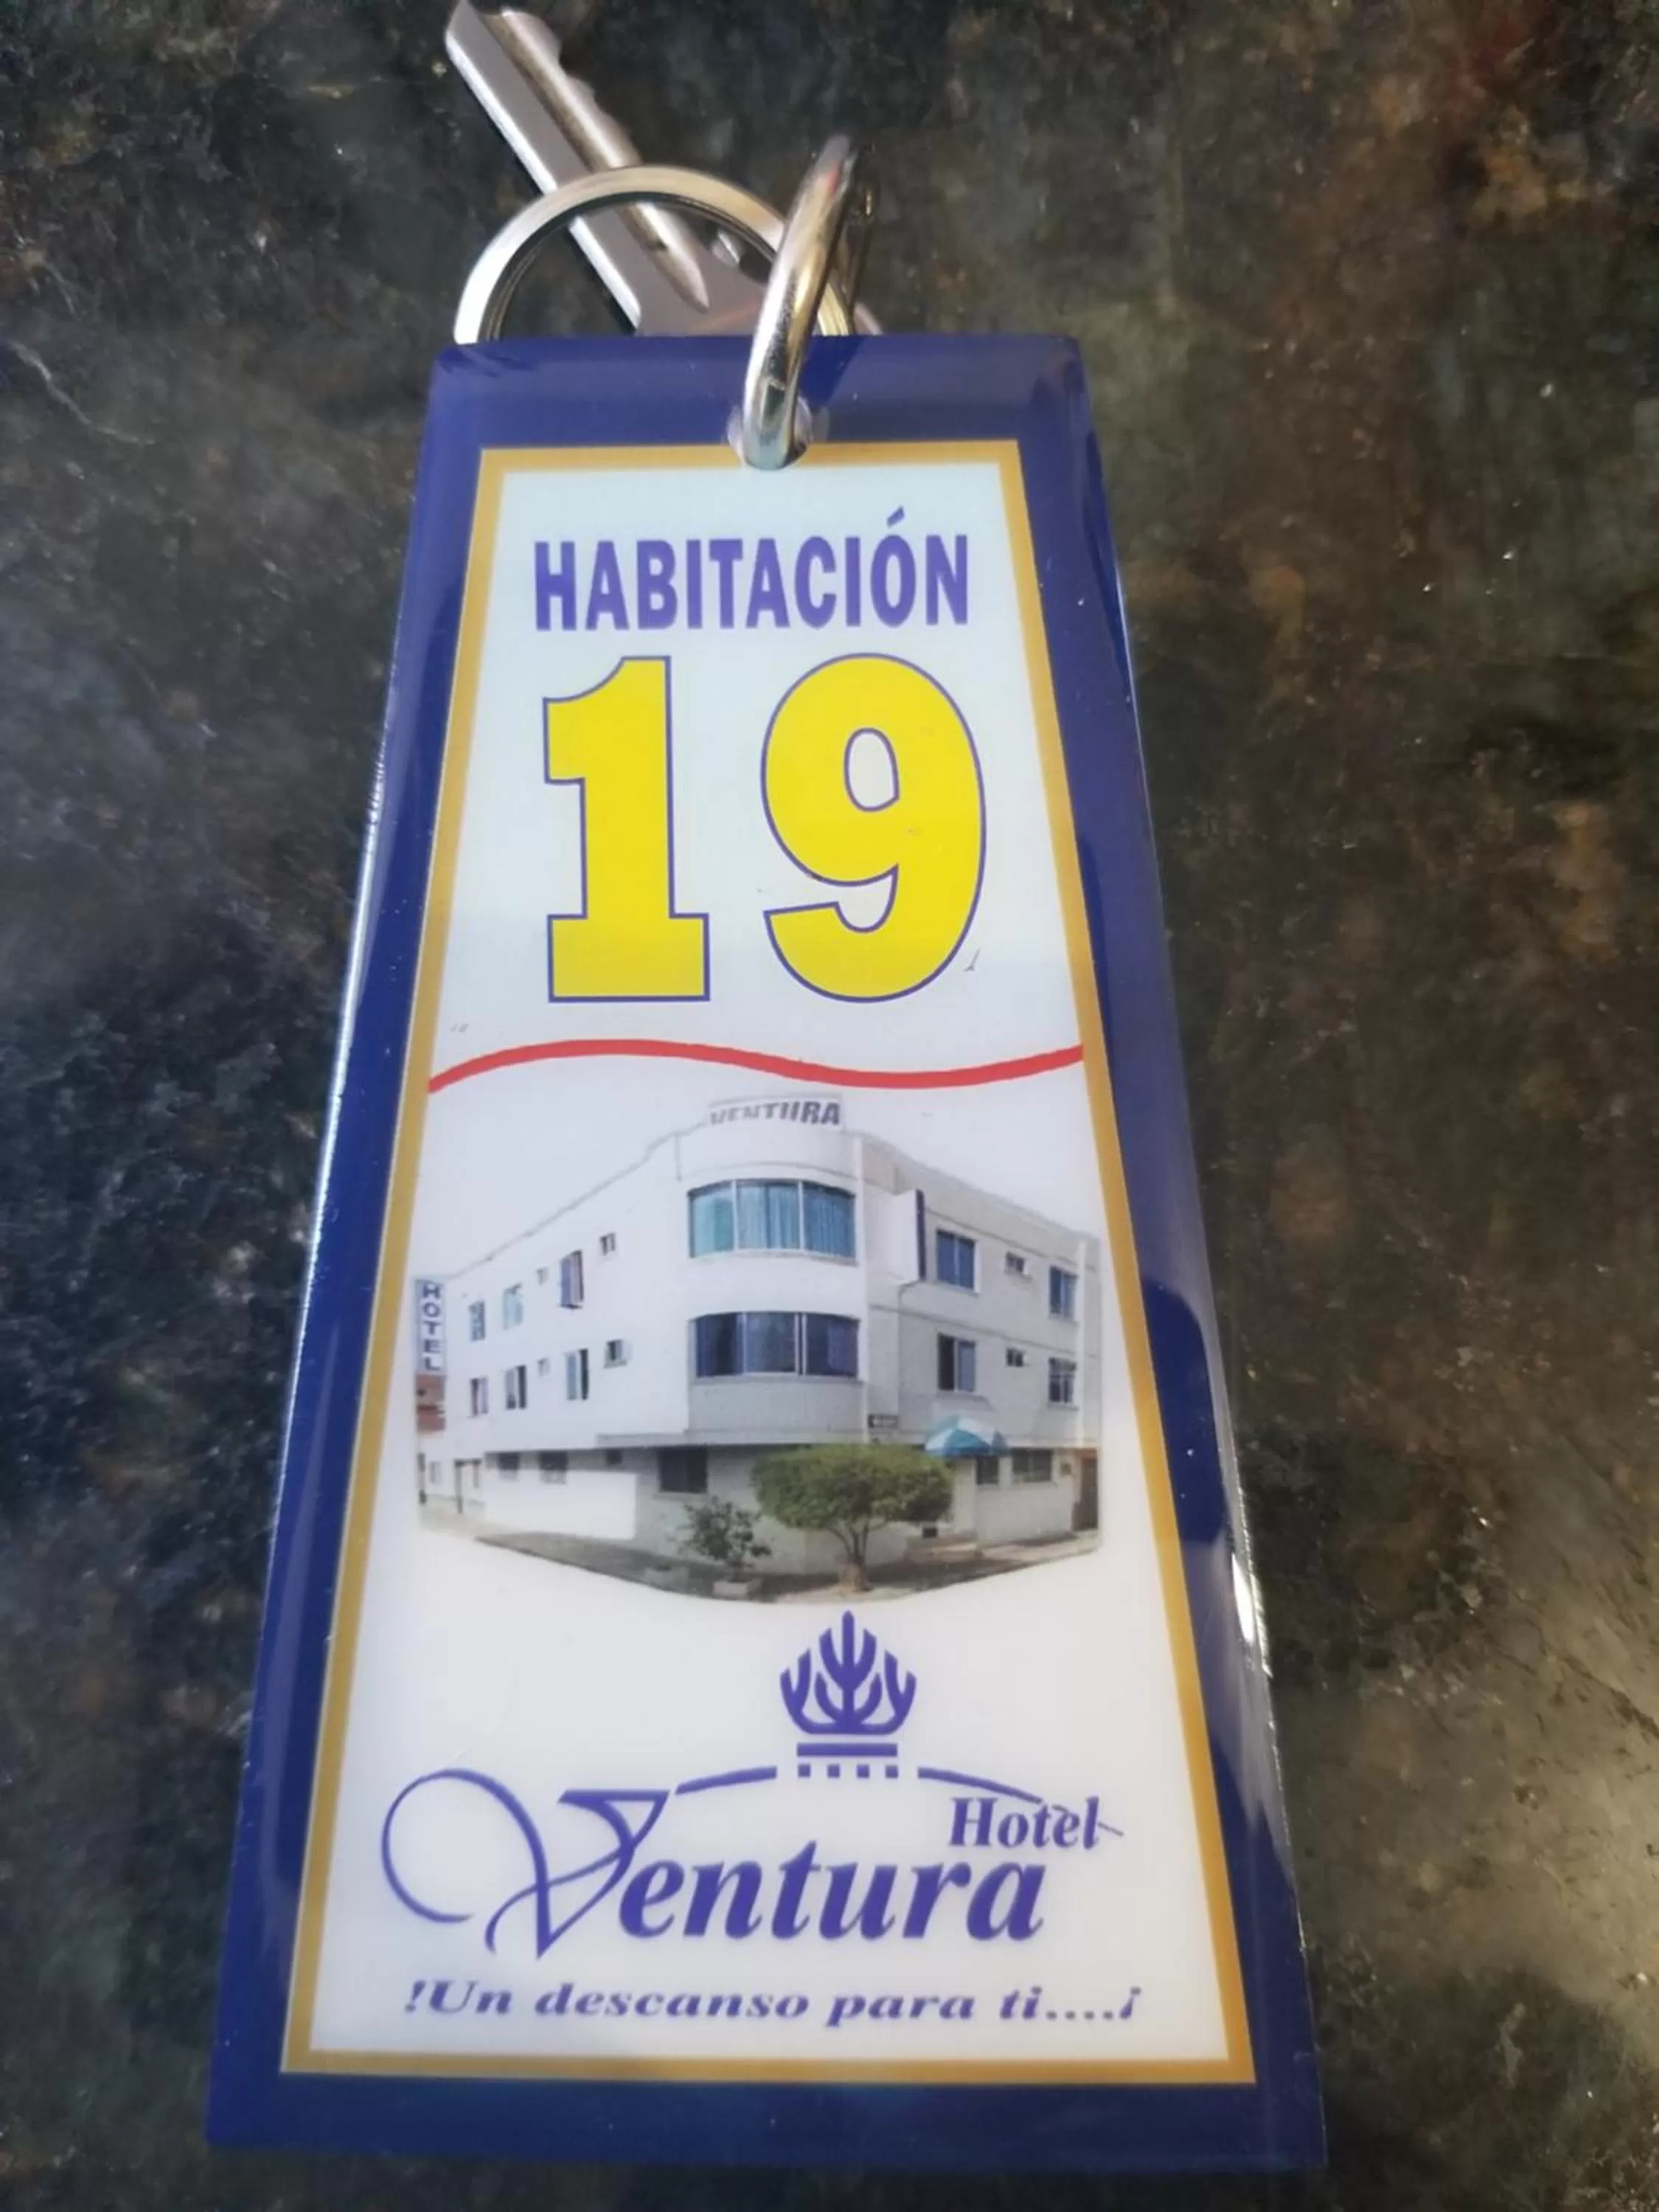 HABITACIÓN
19
VENTURA
HOTEL
Hotel
Ventura
!Un descanso para ti....¡